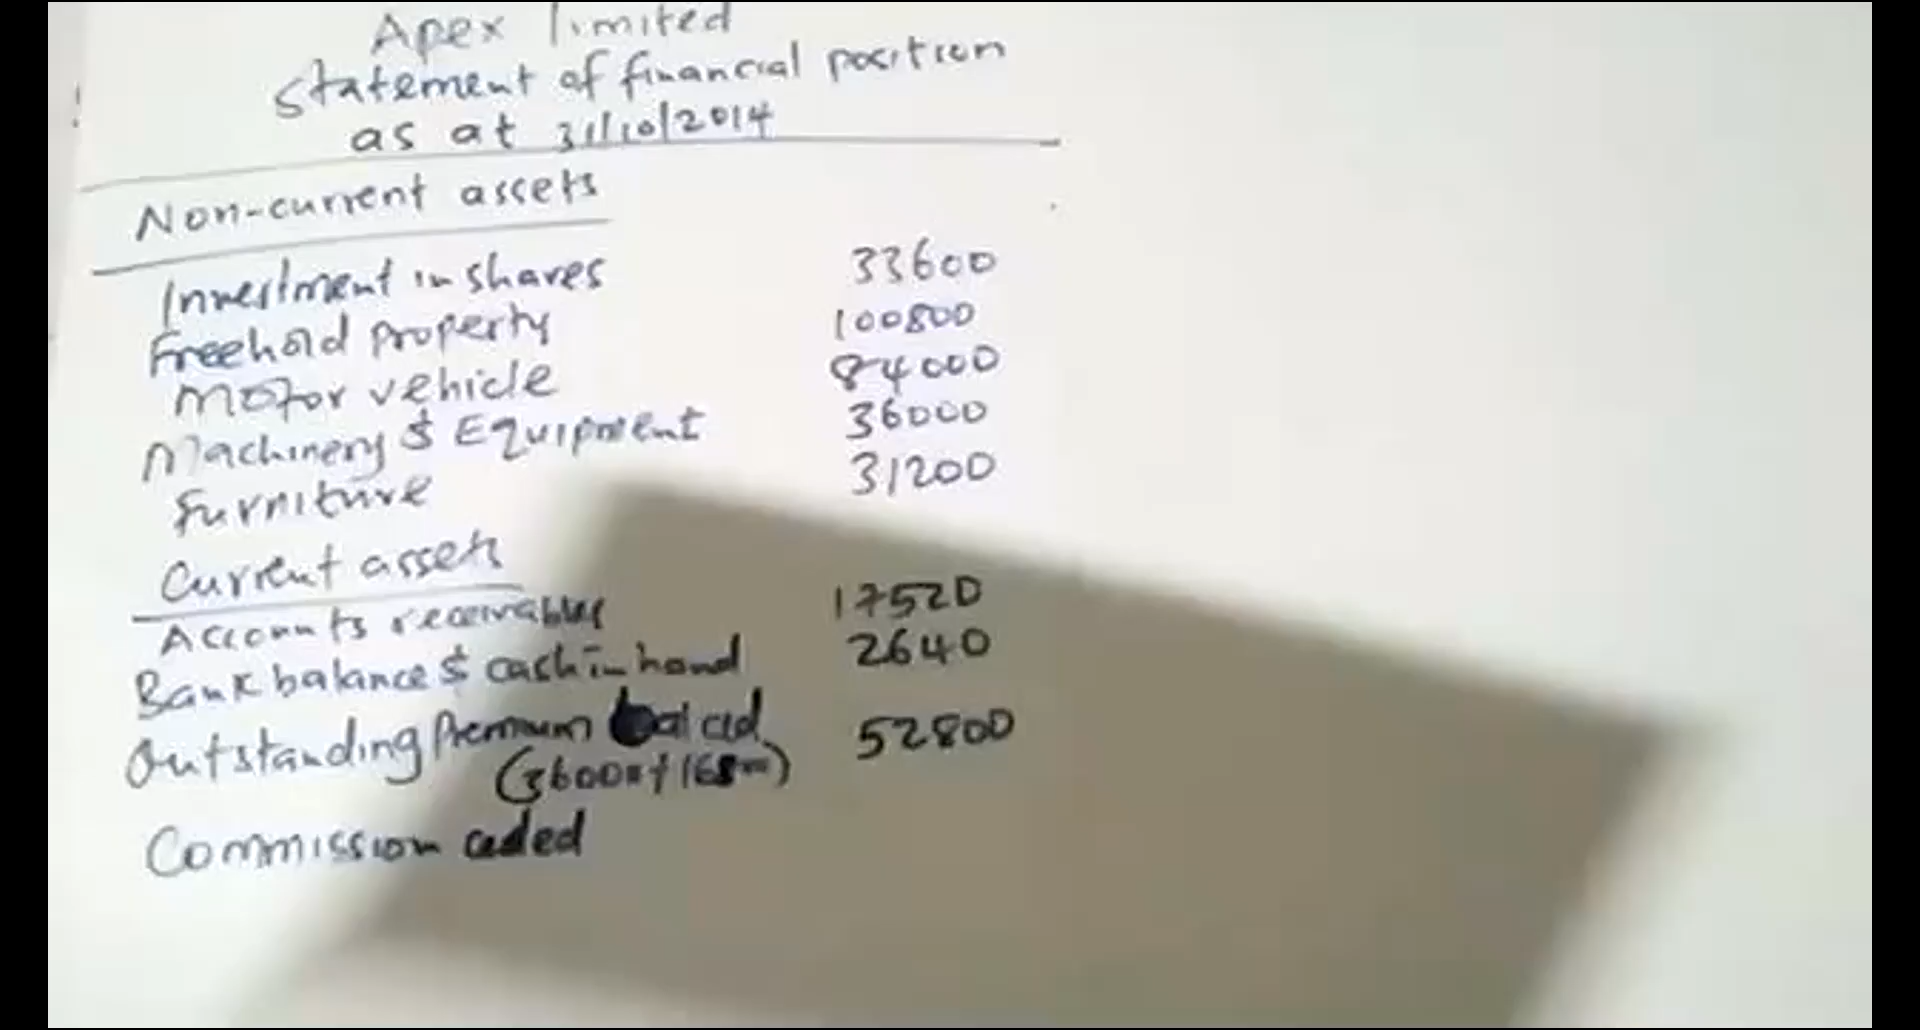 Apex limited
Statement of financial position
as at 31/10/2014
Non-current assets
Investment in shares 33600
Freehold property 100800
Motor vehicle 84000
Machinery & Equipment 36000
Furniture 31200
Current assets
Accounts receivables 17520
Bank balance & cash in hand 2640
Outstanding Premium 52800
Commission ceded